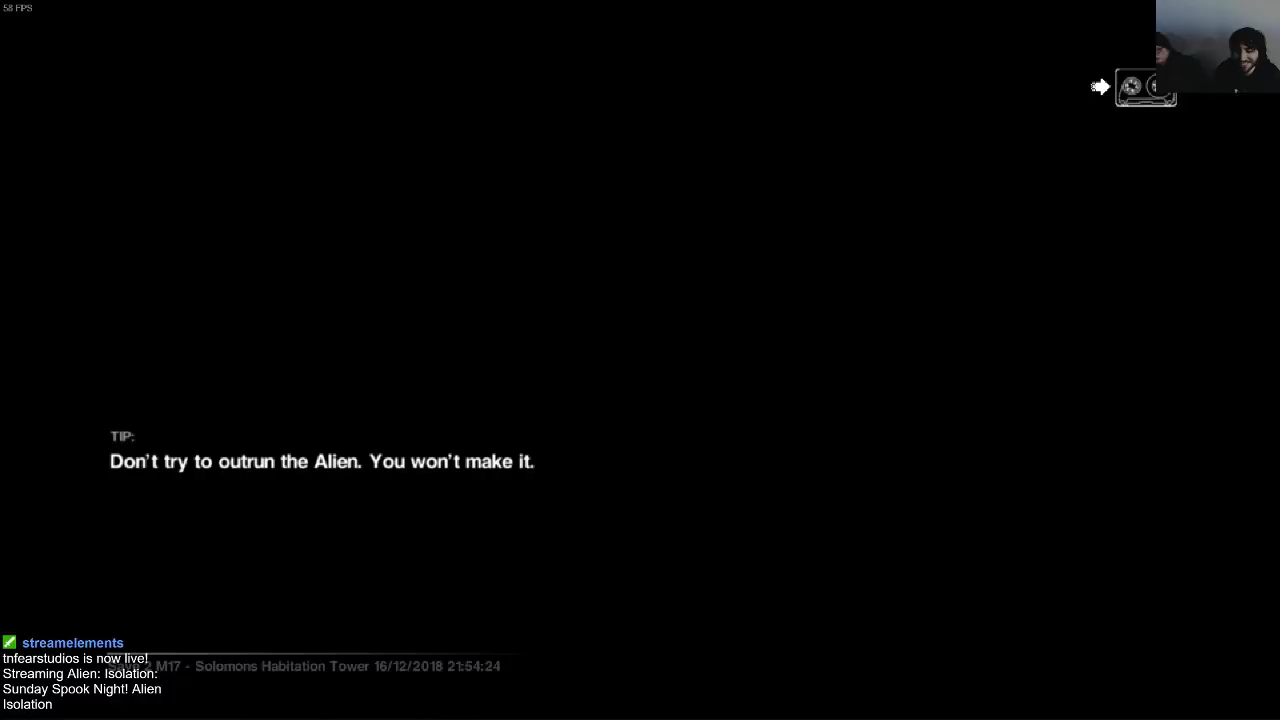 58 FPS
TIP:
Don't try to outrun the Alien. You won't make it.
streamelements
tnfearstudios is now live!
Streaming Alien: Isolation:
Sunday Spook Night! Alien
Isolation
M17 - Solomons Habitation Tower 16/12/2018 21:54:24